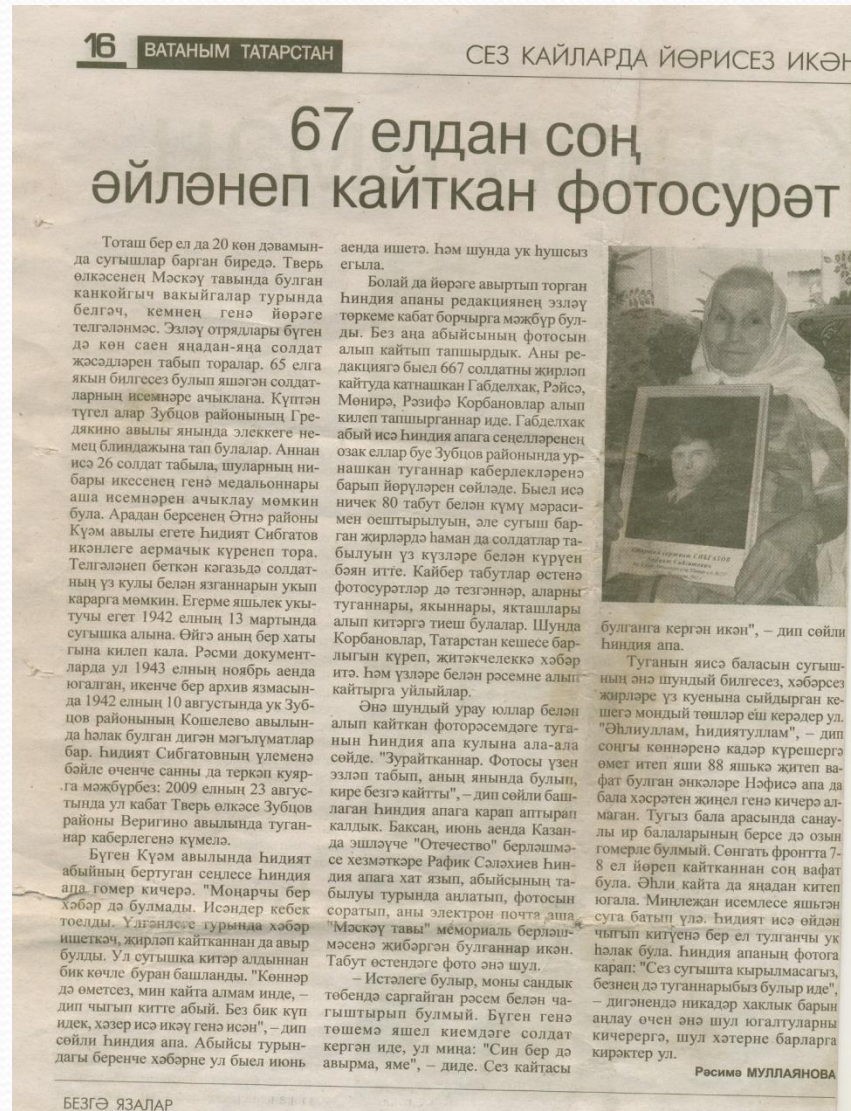 16 ВАТАНЫМ ТАТАРСТАН
СЕЗ КАЙЛАРДА ЙӨРИСЕЗ ИКӘН
67 елдан соң
әйләнеп кайткан фотосурәт
Тоташ бер ел да 20 көн дәвамын-
да сугышлар барган биредә. Тверь
өлкәсенең Мәскәү тавында булган
канкойгыч вакыйгалар турында
белгәч, кемнең генә йөрәге
телгәләнмәс. Эзләү отрядлары бүген
дә көн саен яңадан-яңа солдат
җәсәдләрен табып торалар. 65 елга
якын билгесез булып яшәгән солдат-
ларның исемнәре ачыклана. Күптән
түгел алар Зубцов районының Гре-
дякино авылы янында элеккеге не-
мец блиндажына тап булалар. Аннан
исә 26 солдат табыла, шуларның ни-
бары икесенең генә медальоннары
аша исемнәрен ачыклау мөмкин
була. Арадан берсенең Әтнә районы
Күәм авылы егете Һидият Сибгатов
икәнлеге аермачык күренеп тора.
Телгәләнеп беткән кәгазьдә солдат-
ның үз кулы белән язганнарын укып
карарга мөмкин. Егерме яшьлек укы-
тучы егет 1942 елның 13 мартында
сугышка алына. Өйгә аның бер хаты
гына килеп кала. Рәсми документ-
ларда ул 1943 елның ноябрь аенда
югалган, икенче бер архив язмасын-
да 1942 елның 10 августында ук Зуб-
цов районының Кошелево авылын-
да һәлак булган дигән мәгълүматлар
бар. Һидият Сибгатовның үлеменә
бәйле өченче санны да теркәп куяр-
га мәҗбүрбез: 2009 елның 23 авгус-
тында ул кабат Тверь өлкәсе Зубцов
районы Веригино авылында туган-
нар каберлегенә күмелә.
Бүген Күәм авылында Һидият
абыйның бертуган сеңлесе Һиндия
апа гомер кичерә. "Моңарчы бер
хәбәр дә булмады. Исәндер кебек
тоелды. Үлгәнлеге турында хәбәр
ишеткәч, җирләп кайтканнан да авыр
булды. Ул сугышка китәр алдыннан
бик көчле буран башланды. "Көннәр
дә өметсез, мин кайта алмам инде, –
дип чыгып китте абый. Без бик күп
идек, хәзер исә икәү генә исән", – дип
сөйли Һиндия апа. Абыйсы турын-
дагы беренче хәбәрне ул быел июнь
аенда ишетә. Һәм шунда ук һушсыз
егыла.
Болай да йөрәге авыртып торган
Һиндия апаны редакциянең эзләү
төркеме кабат борчырга мәҗбүр бул-
ды. Без аңа абыйсының фотосын
алып кайтып тапшырдык. Аны ре-
дакциягә быел 667 солдатны җирләп
кайтуда катнашкан Габделхак, Рәйсә,
Мөнирә, Рәзифә Корбановлар алып
килеп тапшырганнар иде. Габделхак
абый исә Һиндия апага сеңелләренең
озак еллар буе Зубцов районында ур-
нашкан туганнар каберлекләренә
барып йөрүләрен сөйләде. Быел исә
ничек 80 табут белән күмү мәраси-
мен оештырылуын, әле сугыш бар-
ган җирләрдә һаман да солдатлар та-
былуын үз күзләре белән күрүен
бәян итте. Кайбер табутлар өстенә
фотосурәтләр дә тезгәннәр, аларны
туганнары, якыннары, якташлары
алып китәргә тиеш булалар. Шунда
Корбановлар, Татарстан кешесе бар-
лыгын күреп, җитәкчелеккә хәбәр
итә. Һәм үзләре белән рәсемне алып
кайтырга уйлыйлар.
Әнә шундый урау юллар белән
алып кайткан фоторәсемдәге туга-
нын Һиндия апа кулына ала-ала
сөйде. "Зурайтканнар. Фотосы үзен
эзләп табып, аның янында булып,
кире безгә кайтты", – дип сөйли баш-
лаган Һиндия апага карап аптырап
калдык. Баксаң, июнь аенда Казан-
да эшләүче "Отечество" берләшмә-
се хезмәткәре Рафик Сәләхиев Һин-
дия апага хат язып, абыйсының та-
былуы турында аңлатып, фотосын
соратып, аны электрон почта аша
"Мәскәү тавы" мемориаль берләш-
мәсенә җибәргән булганнар икән.
Табут өстендәге фото әнә шул.
– Истәлеге булыр, моны сандык
төбендә саргайган рәсем белән ча-
гыштырып булмый. Бүген генә
төшемә яшел киемдәге солдат
кергән иде, ул миңа: "Син бер дә
авырма, яме", – диде. Сез кайтасы
булганга кергән икән", – дип сөйли
Һиндия апа.
Туганын яисә баласын сугыш-
ның әнә шундый билгесез, хәбәрсез
җирләре үз куенына сыйдырган ке-
шегә мондый төшләр еш керәдер ул.
"Әһлиуллам, Һидиятуллам", – дип
соңгы көннәренә кадәр күрешергә
өмет итеп яши 88 яшькә җитеп ва-
фат булган әнкәләре Нәфисә апа да
бала хәсрәтен җиңел генә кичерә ал-
маган. Тугыз бала арасында санау-
лы ир балаларының берсе дә озын
гомерле булмый. Сөнгать фронтта 7-
8 ел йөреп кайтканнан соң вафат
була. Әһли кайта да яңадан китеп
югала. Миңлеҗан исемлесе яшьтән
суга батып үлә. Һидият исә өйдән
чыгып китүенә бер ел тулганчы ук
һәлак була. Һиндия апаның фотога
карап: "Сез сугышта кырылмасагыз,
безнең дә туганнарыбыз булыр иде",
– дигәнендә никадәр хаклык барын
аңлау өчен әнә шул югалтуларны
кичерергә, шул хәтерне барларга
кирәктер ул.
Рәсимә МУЛЛАЯНОВА
БЕЗГӘ ЯЗАЛАР